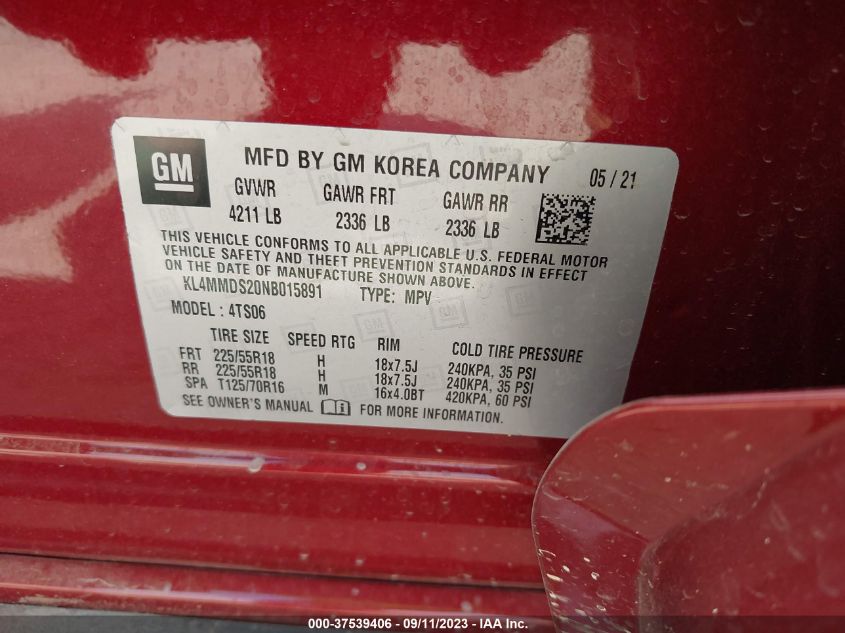 GM MFD BY GM KOREA COMPANY 05 / 21
GVWR GAWR FRT GAWR RR
4211 LB 2336 LB 2336 LB
THIS VEHICLE CONFORMS TO ALL APPLICABLE U.S. FEDERAL MOTOR
VEHICLE SAFETY AND THEFT PREVENTION STANDARDS IN EFFECT
ON THE DATE OF MANUFACTURE SHOWN ABOVE.
KL4MMDS20NB015891 TYPE: MPV
MODEL : 4TS06
TIRE SIZE SPEED RTG RIM COLD TIRE PRESSURE
FRT 225/55R18 H 18x7.5J 240KPA, 35 PSI
RR 225/55R18 H 18x7.5J 240KPA, 35 PSI
SPA T125/70R16 M 16x4.0BT 420KPA, 60 PSI
SEE OWNER'S MANUAL FOR MORE INFORMATION.
000-37539406 - 09/11/2023 - IAA Inc.